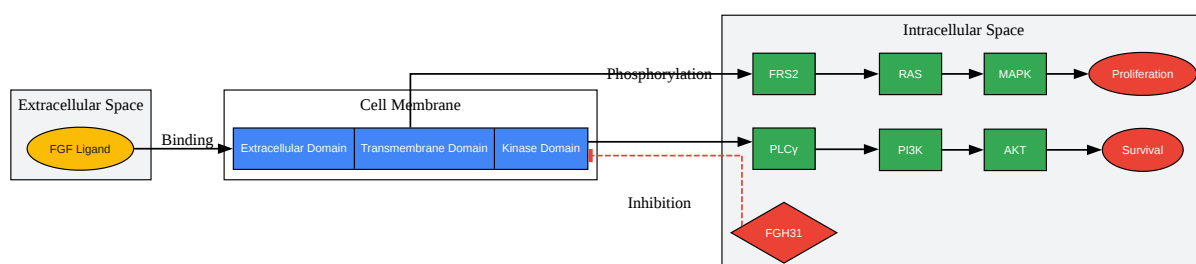 Extracellular Space
FGF Ligand
Binding
Cell Membrane
Extracellular Domain
Transmembrane Domain
Kinase Domain
Phosphorylation
Inhibition
Intracellular Space
FRS2
RAS
MAPK
Proliferation
PLCγ
PI3K
AKT
Survival
FGH31